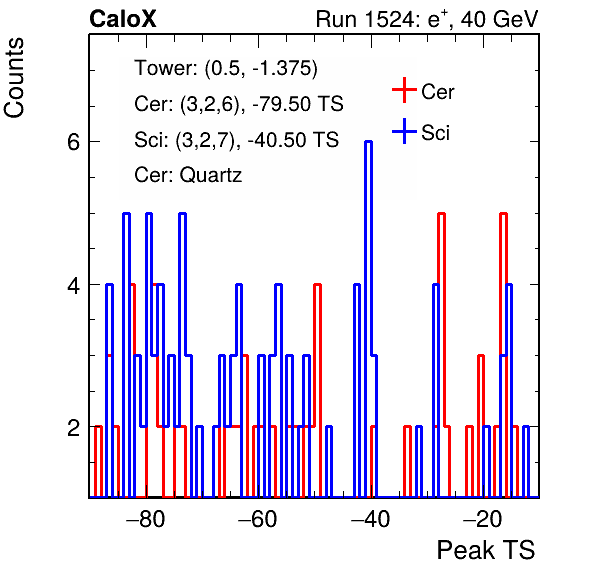 CaloX Run 1524: e⁺, 40 GeV
Counts
Tower: (0.5, -1.375)
Cer: (3,2,6), -79.50 TS
Sci: (3,2,7), -40.50 TS
Cer: Quartz
Cer
Sci
6
4
2
−80 −60 −40 −20
Peak TS